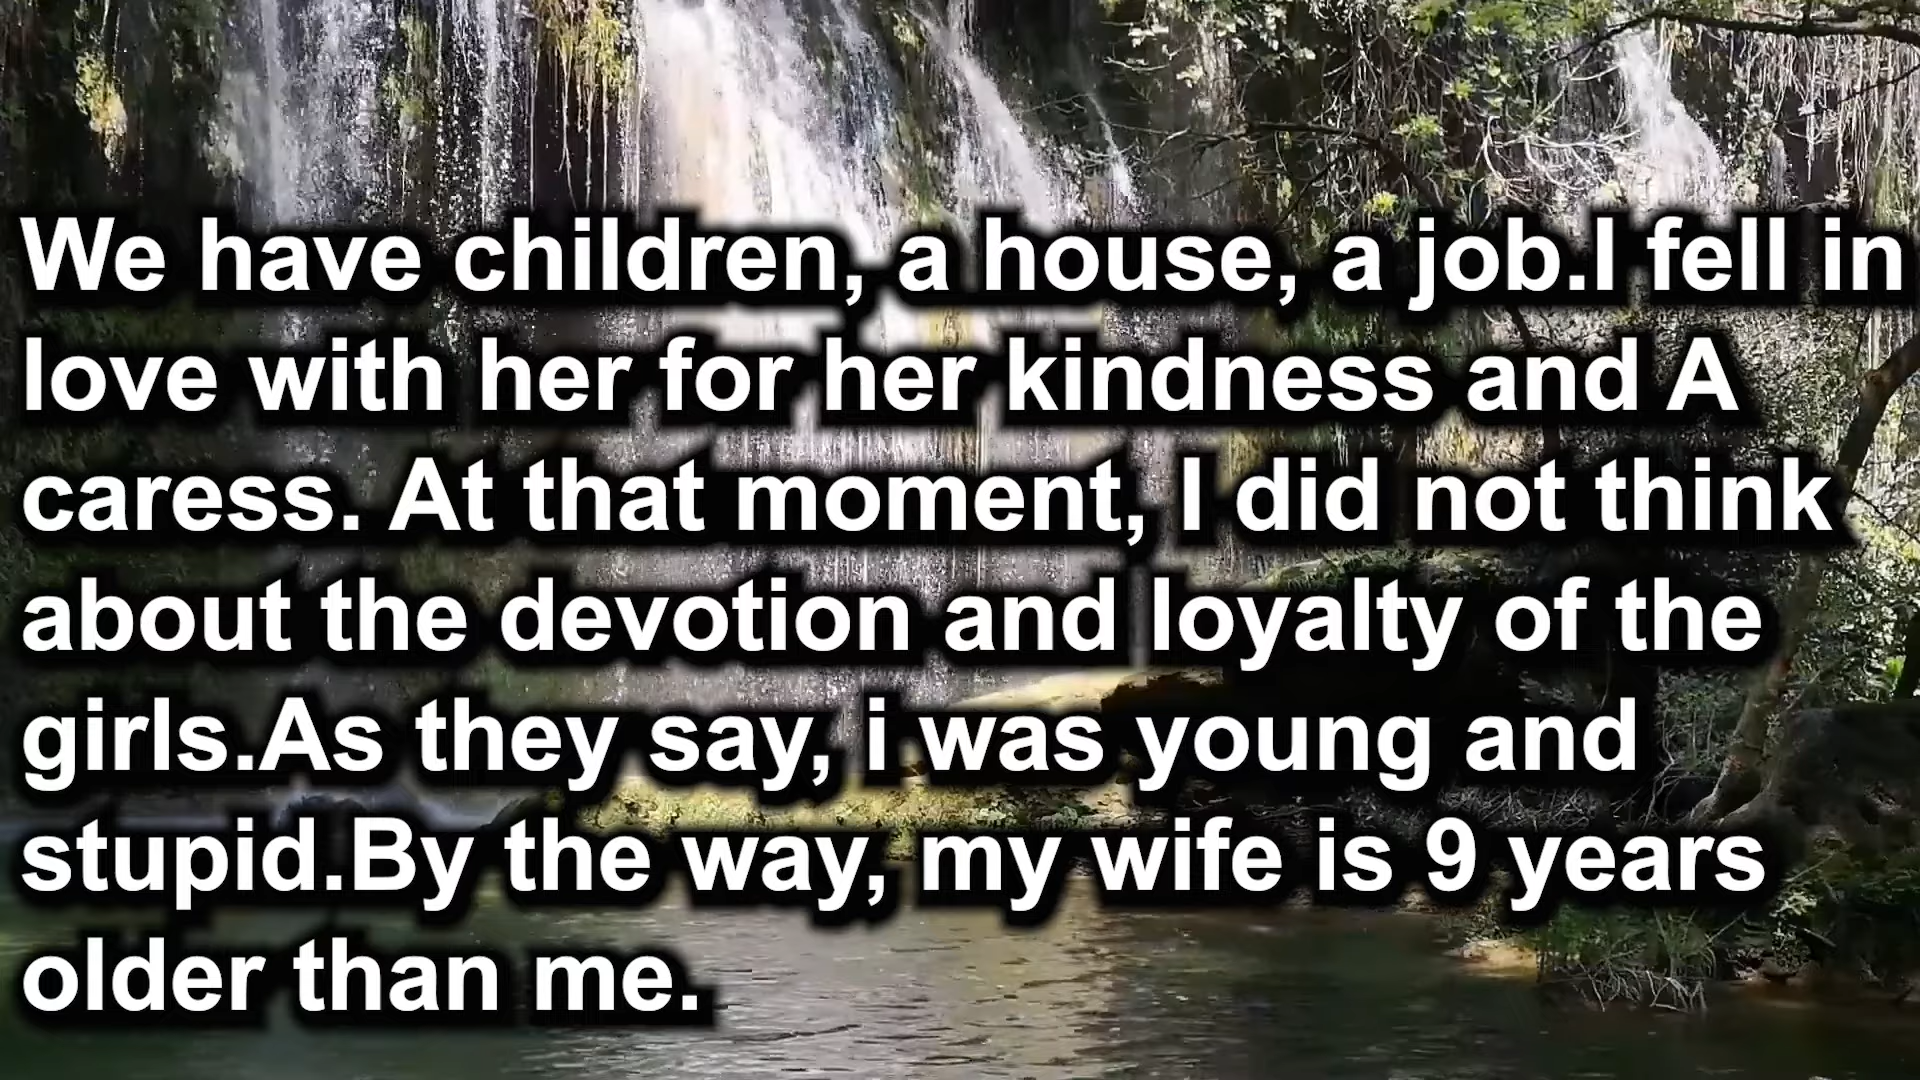 We have children, a house, a job.I fell in
love with her for her kindness and A
caress. At that moment, I did not think
about the devotion and loyalty of the
girls.As they say, i was young and
stupid.By the way, my wife is 9 years
older than me.